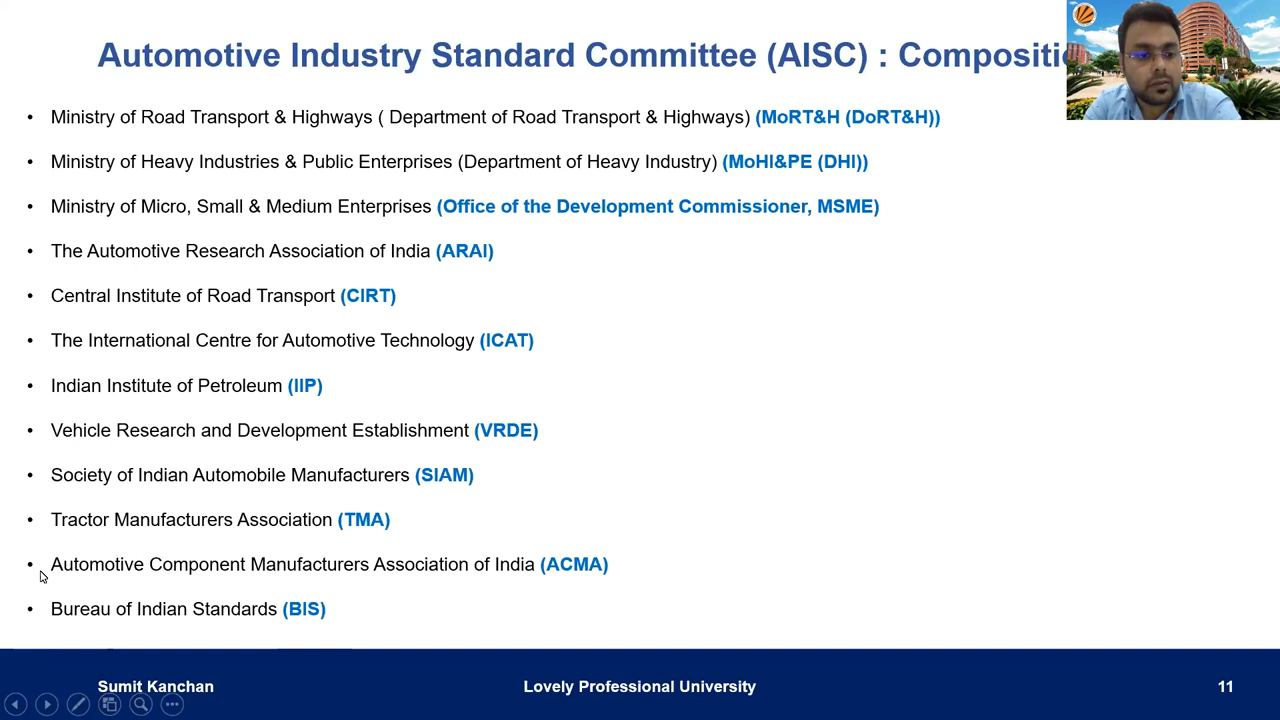 Automotive Industry Standard Committee (AISC) : Compositi
• Ministry of Road Transport & Highways ( Department of Road Transport & Highways) (MoRT&H (DoRT&H))
• Ministry of Heavy Industries & Public Enterprises (Department of Heavy Industry) (MoHI&PE (DHI))
• Ministry of Micro, Small & Medium Enterprises (Office of the Development Commissioner, MSME)
• The Automotive Research Association of India (ARAI)
• Central Institute of Road Transport (CIRT)
• The International Centre for Automotive Technology (ICAT)
• Indian Institute of Petroleum (IIP)
• Vehicle Research and Development Establishment (VRDE)
• Society of Indian Automobile Manufacturers (SIAM)
• Tractor Manufacturers Association (TMA)
• Automotive Component Manufacturers Association of India (ACMA)
• Bureau of Indian Standards (BIS)
Sumit Kanchan
Lovely Professional University
11